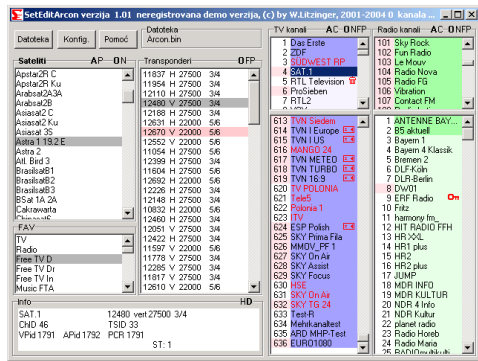 SetEditArcon verzija 1.01 neregistrovana demo verzija, (c) by W.Litzinger, 2001-2004 0 kanala ...
Datoteka Konfig. Pomoć
Datoteka
Arcon.bin
Sateliti AP ON
Apstar2R C
Apstar2R Ku
Arabsat2A3A
Arabsat2B
Asiasat2 C
Asiasat2 Ku
Asiasat 3S
Astra 1 19.2 E
Astra 2
Atl. Bird 3
BrasilsatB1
BrasilsatB2
BrasilsatB3
BSat 1A 2A
Cakrawarta
FAV
TV
Radio
Free TV D
Free TV Dr
Free TV In
Music FTA
Transponderi OFP
11837 H 27500 3/4
11954 H 27500 3/4
12110 H 27500 3/4
12480 V 27500 3/4
12188 H 27500 3/4
12631 H 22000 5/6
12670 V 22000 5/6
12552 V 22000 5/6
11054 H 22000 5/6
12399 H 27500 3/4
11604 H 27500 5/6
12692 H 22000 5/6
12226 H 27500 3/4
12148 H 27500 3/4
10832 H 22000 5/6
12460 H 27500 3/4
12051 V 27500 3/4
12422 H 27500 3/4
11597 V 22000 5/6
11778 V 27500 3/4
12285 V 27500 3/4
11817 V 27500 3/4
12610 V 22000 5/6
Info HD
SAT.1 12480 vert 27500 3/4
ChID 46 TSID 33
VPid 1791 APid 1792 PCR 1791
ST: 1
TV kanali AC ONFP
1 Das Erste
2 ZDF
3 SÜDWEST RP
4 SAT.1
5 RTL Television
6 ProSieben
7 RTL2
613 TVN Siedem
614 TVN I Europe
615 TVN I US
616 MANGO 24
617 TVN METEO
618 TVN TURBO
619 TVN 16:9
620 TV POLONIA
621 Tele5
622 Polonia 1
623 ITV
624 ESP Polish
625 SKY Prima Fila
626 MMOV_PF 1
627 SKY On Air
628 SKY Assist
629 SKY Focus
630 HSE
631 SKY On Air
632 SKY TG 24
633 Test-R
634 Mehrkanaltest
635 ARD MHP-Test
636 EURO1080
Radio kanali AC ONFP
101 Sky Rock
102 Fun Radio
103 Le Mouv
104 Radio Nova
105 Radio FG
106 Vibration
107 Contact FM
1 ANTENNE BAY...
2 B5 aktuell
3 Bayern 1
4 Bayern 4 Klassik
5 Bremen 2
6 DLF-Köln
7 DLR-Berlin
8 DW01
9 ERF Radio
10 Fritz
11 harmony fm_
12 HIT RADIO FFH
13 HR XXL
14 HR1 plus
15 HR2
16 HR2 plus
17 JUMP
18 MDR INFO
19 MDR KULTUR
20 NDR 4 Info
21 NDR Kultur
22 planet radio
23 Radio Horeb
24 Radio Maria